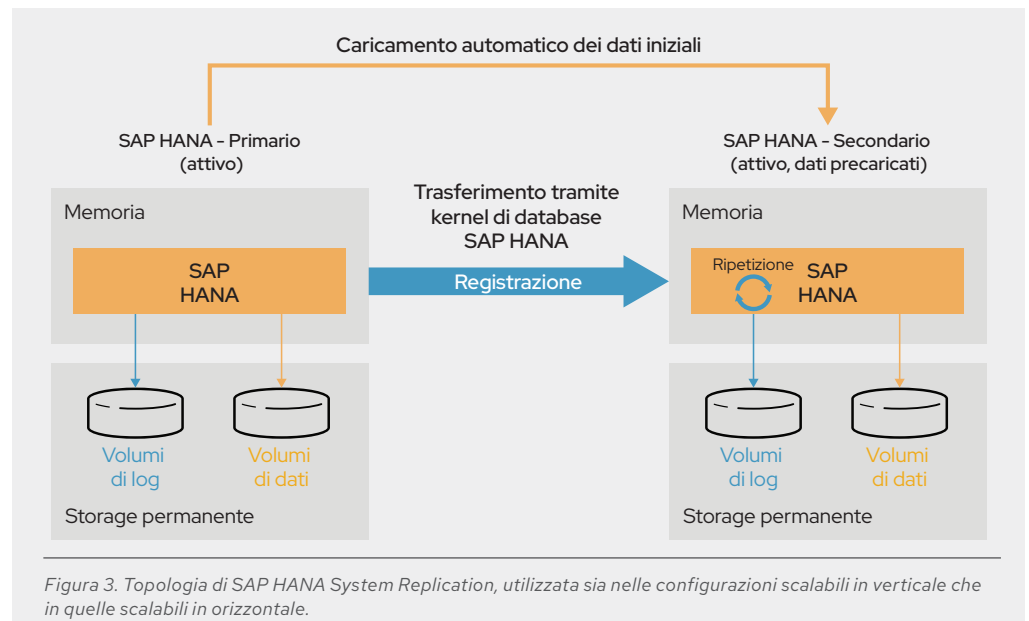 Caricamento automatico dei dati iniziali
SAP HANA - Primario
(attivo)
SAP HANA - Secondario
(attivo, dati precaricati)
Memoria
SAP
HANA
Trasferimento tramite
kernel di database
SAP HANA
Registrazione
Memoria
Ripetizione
SAP
HANA
Volumi
di log
Volumi
di dati
Storage permanente
Volumi
di log
Volumi
di dati
Storage permanente
Figura 3. Topologia di SAP HANA System Replication, utilizzata sia nelle configurazioni scalabili in verticale che
in quelle scalabili in orizzontale.